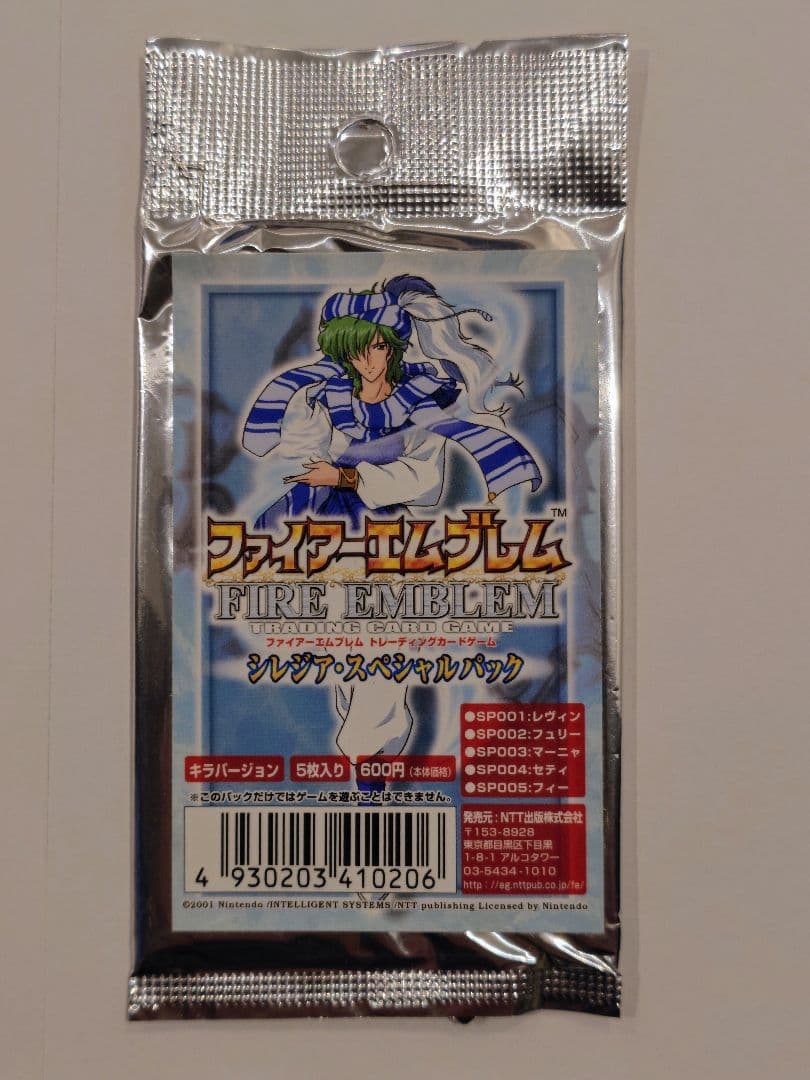 ファイアーエムブレム™
FIRE EMBLEM
TRADING CARD GAME
ファイアーエムブレム トレーディングカードゲーム
シレジア・スペシャルパック
●SP001:レヴィン
●SP002:フュリー
●SP003:マーニャ
●SP004:セティ
●SP005:フィー
キラバージョン 5枚入り 600円(本体価格)
※このパックだけではゲームを遊ぶことはできません。
発売元:NTT出版株式会社
〒153-8928
東京都目黒区下目黒
1-8-1 アルコタワー
03-5434-1010
http://eg.nttpub.co.jp/fe/
4 930203 410206
©2001 Nintendo /INTELLIGENT SYSTEMS /NTT publishing Licensed by Nintendo